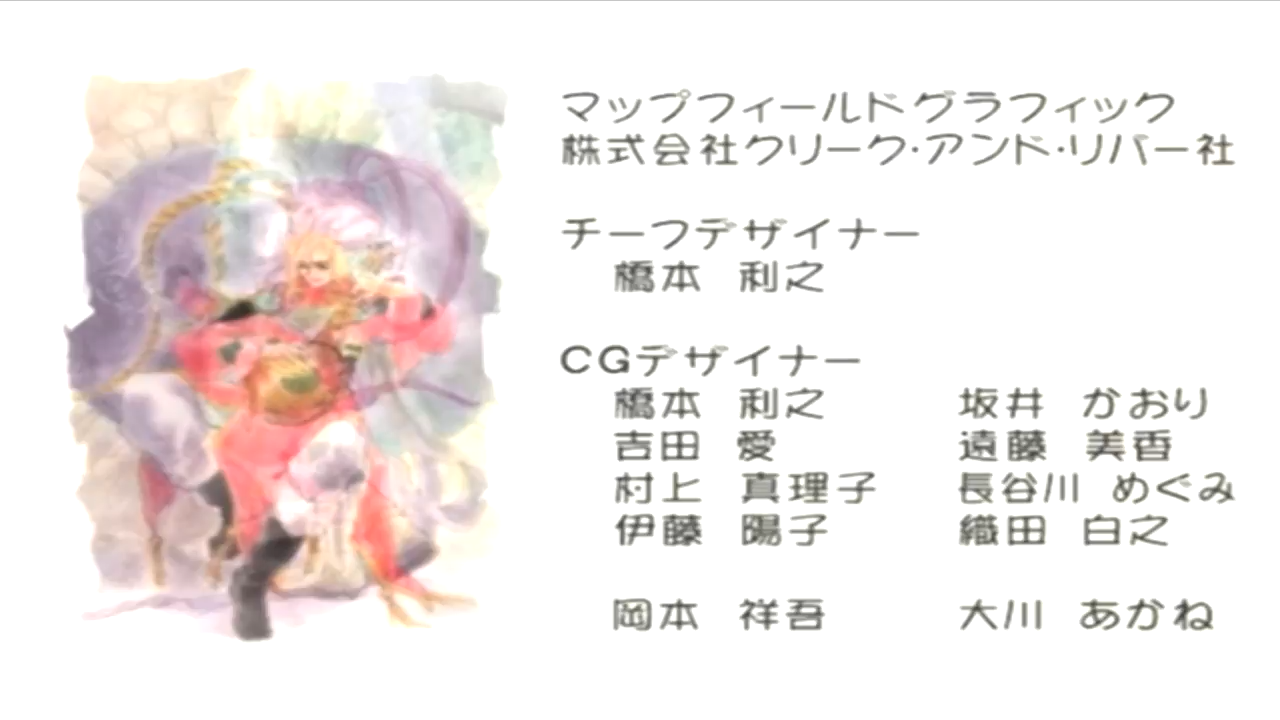 マップフィールドグラフィック
株式会社クリーク・アンド・リバー社
チーフデザイナー
橋本 利之
CGデザイナー
橋本 利之 坂井 かおり
吉田 愛 遠藤 美香
村上 真理子 長谷川 めぐみ
伊藤 陽子 織田 白之
岡本 祥吾 大川 あかね